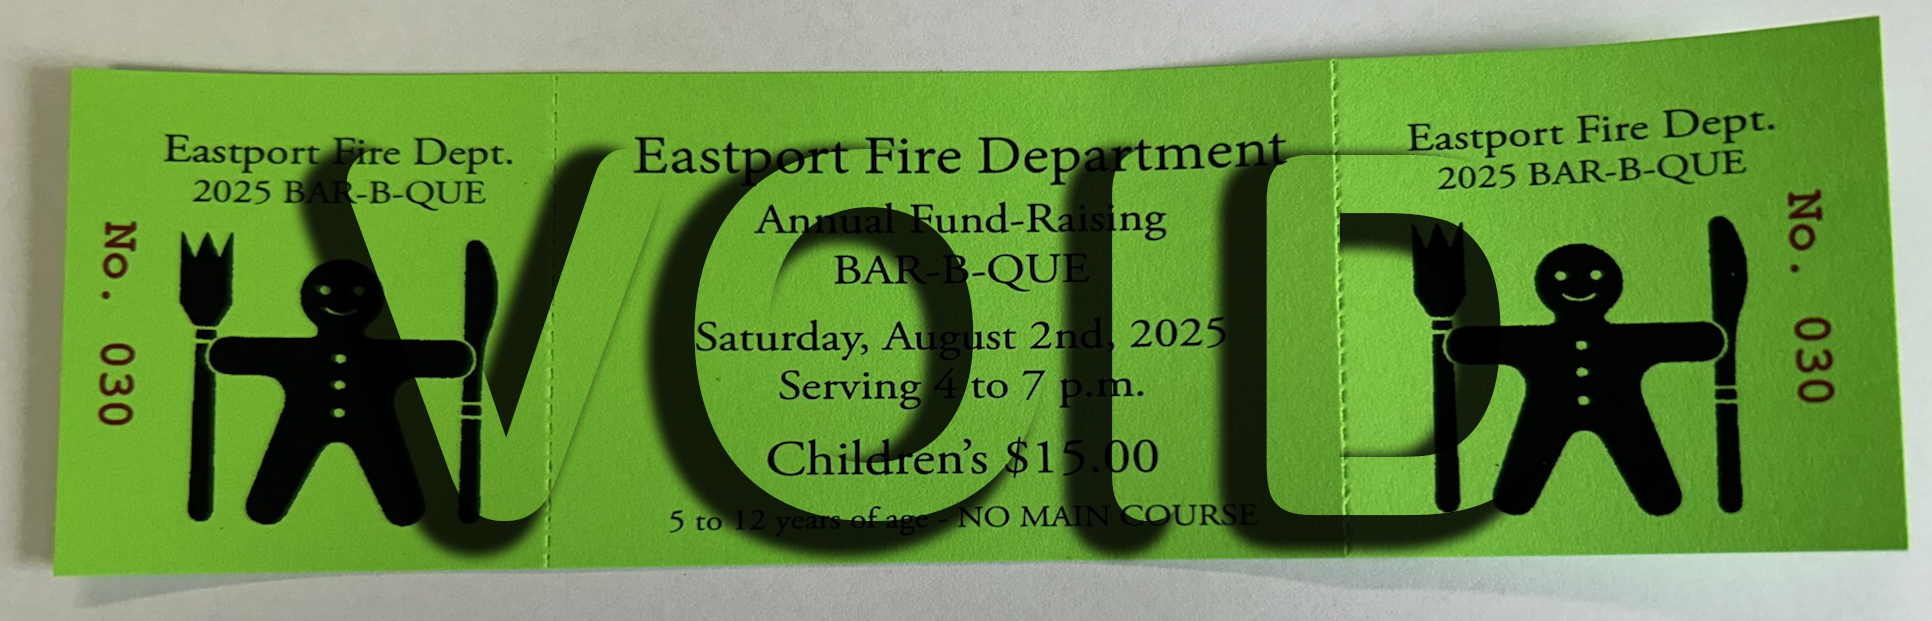 Eastport Fire Dept.
2025 BAR-B-QUE
No. 030
Eastport Fire Department
Annual Fund-Raising
BAR-B-QUE
Saturday, August 2nd, 2025
Serving 4 to 7 p.m.
Children's $15.00
5 to 12 years of age - NO MAIN COURSE
Eastport Fire Dept.
2025 BAR-B-QUE
No. 030
VOID